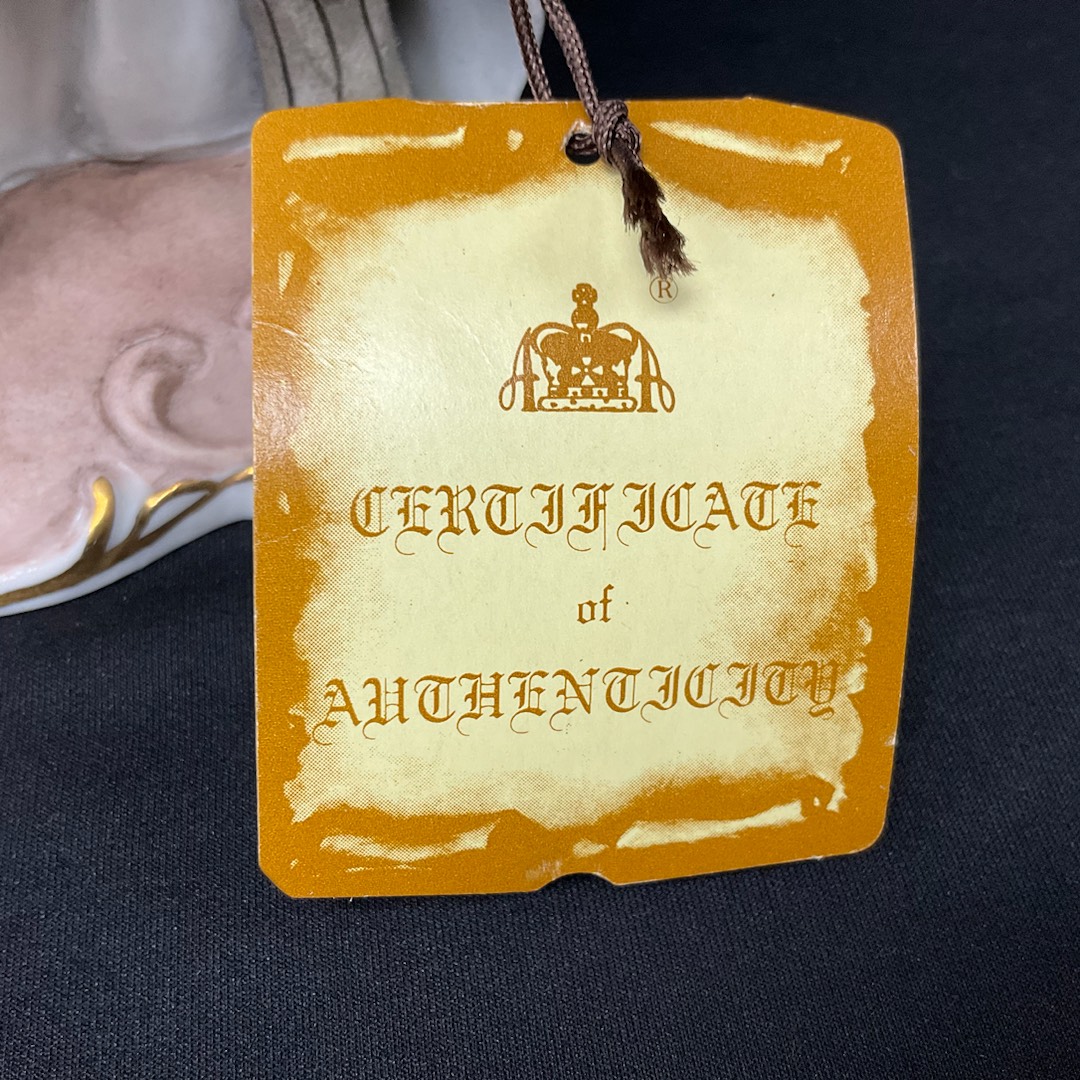 ®
A A
CERTIFICATE
of
AUTHENTICITY